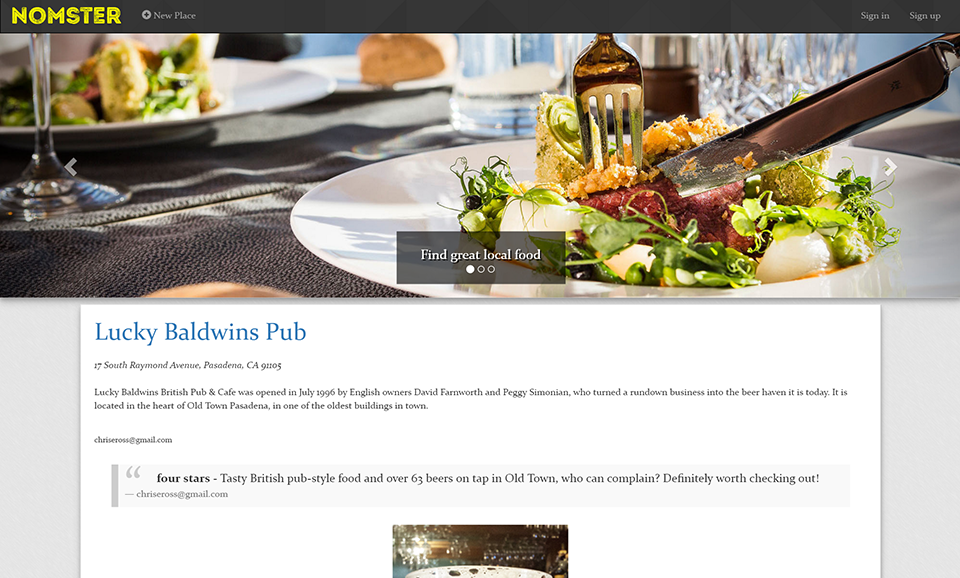 NOMSTER
New Place
Sign in
Sign up
Find great local food
Lucky Baldwins Pub
17 South Raymond Avenue, Pasadena, CA 91105
Lucky Baldwins British Pub & Cafe was opened in July 1996 by English owners David Farnworth and Peggy Simonian, who turned a rundown business into the beer haven it is today. It is
located in the heart of Old Town Pasadena, in one of the oldest buildings in town.
chriseross@gmail.com
“ four stars - Tasty British pub-style food and over 63 beers on tap in Old Town, who can complain? Definitely worth checking out!
— chriseross@gmail.com